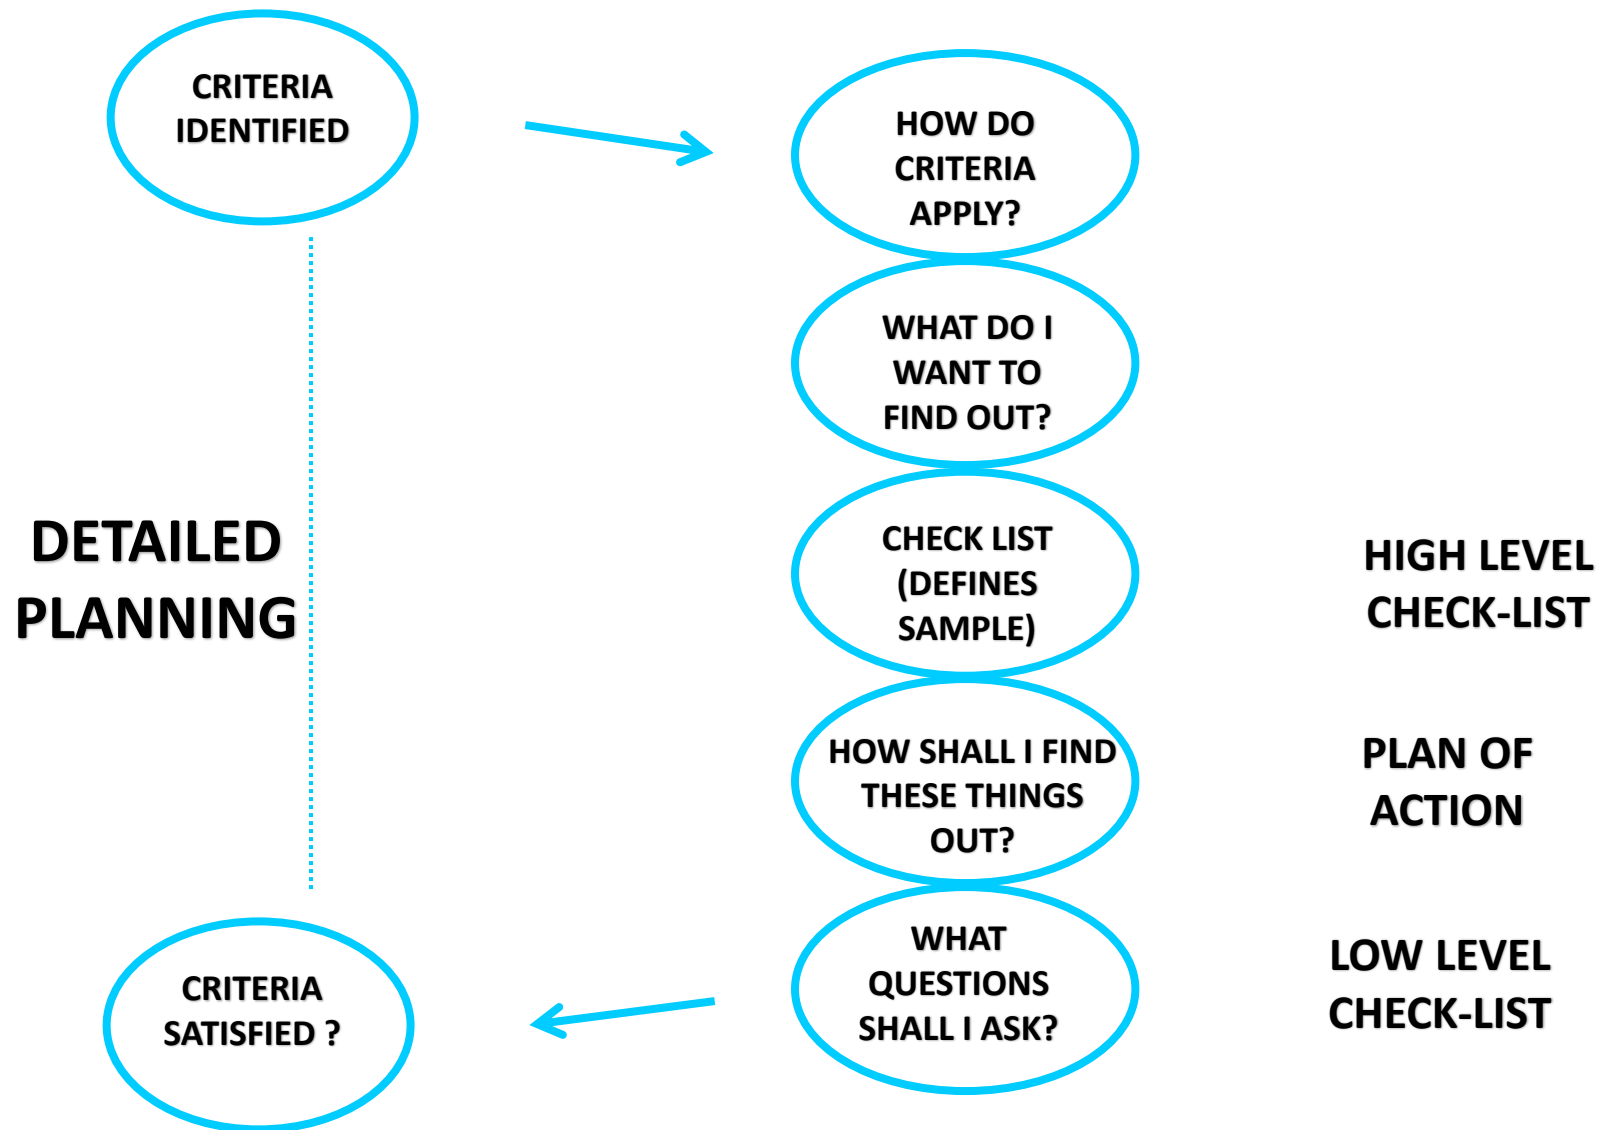 CRITERIA
IDENTIFIED
HOW DO
CRITERIA
APPLY?
WHAT DO I
WANT TO
FIND OUT?
DETAILED
PLANNING
CHECK LIST
(DEFINES
SAMPLE)
HIGH LEVEL
CHECK-LIST
HOW SHALL I FIND
THESE THINGS
OUT?
PLAN OF
ACTION
WHAT
QUESTIONS
SHALL I ASK?
LOW LEVEL
CHECK-LIST
CRITERIA
SATISFIED ?